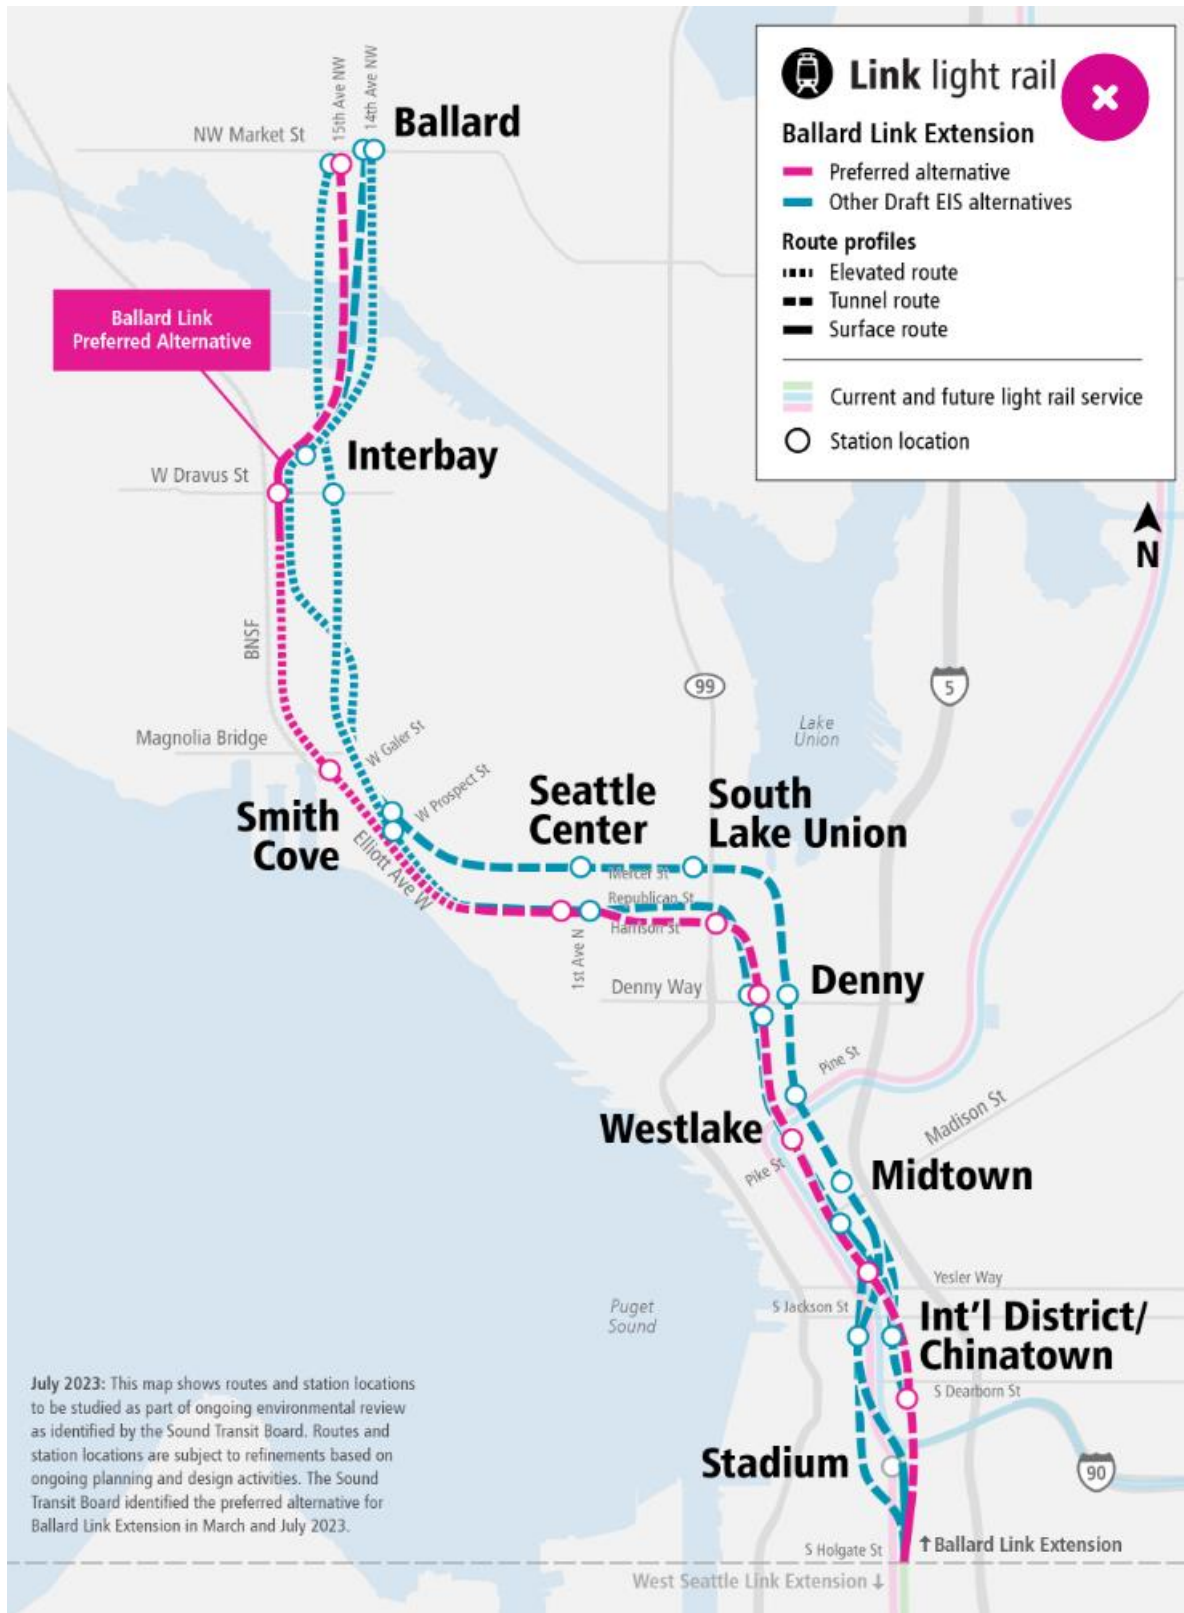 Link light rail
Ballard Link Extension
Preferred alternative
Other Draft EIS alternatives
Route profiles
Elevated route
Tunnel route
Surface route
Current and future light rail service
Station location
N
15th Ave NW
14th Ave NW
NW Market St
Ballard
Ballard Link
Preferred Alternative
Interbay
W Dravus St
BNSF
99
5
Lake
Union
Magnolia Bridge
W Galer St
W Prospect St
Smith
Cove
Elliott Ave W
Seattle
Center
South
Lake Union
Mercer St
Republican St
Harrison St
1st Ave N
Denny Way
Denny
Pine St
Westlake
Madison St
Pike St
Midtown
Yesler Way
Puget
Sound
S Jackson St
Int'l District/
Chinatown
S Dearborn St
Stadium
90
July 2023: This map shows routes and station locations
to be studied as part of ongoing environmental review
as identified by the Sound Transit Board. Routes and
station locations are subject to refinements based on
ongoing planning and design activities. The Sound
Transit Board identified the preferred alternative for
Ballard Link Extension in March and July 2023.
S Holgate St
↑ Ballard Link Extension
West Seattle Link Extension ↓